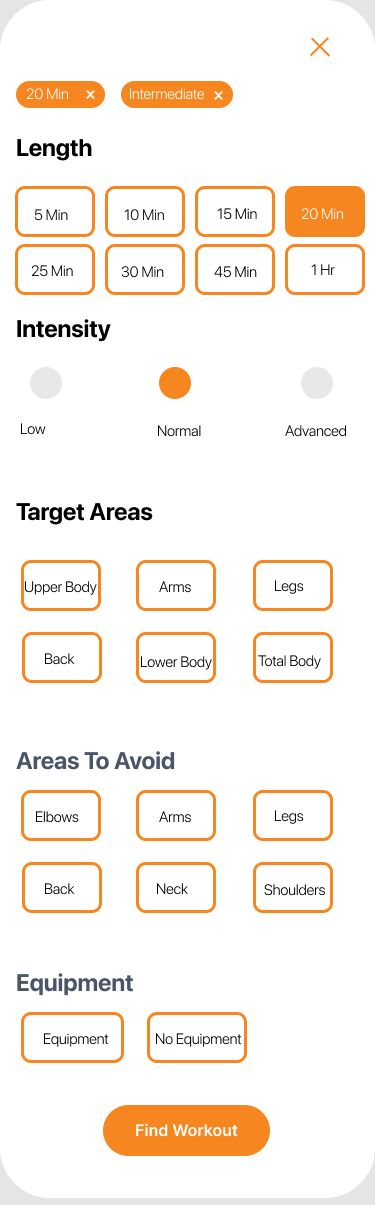 20 Min Intermediate
Length
5 Min 10 Min 15 Min 20 Min
25 Min 30 Min 45 Min 1 Hr
Intensity
Low Normal Advanced
Target Areas
Upper Body Arms Legs
Back Lower Body Total Body
Areas To Avoid
Elbows Arms Legs
Back Neck Shoulders
Equipment
Equipment No Equipment
Find Workout